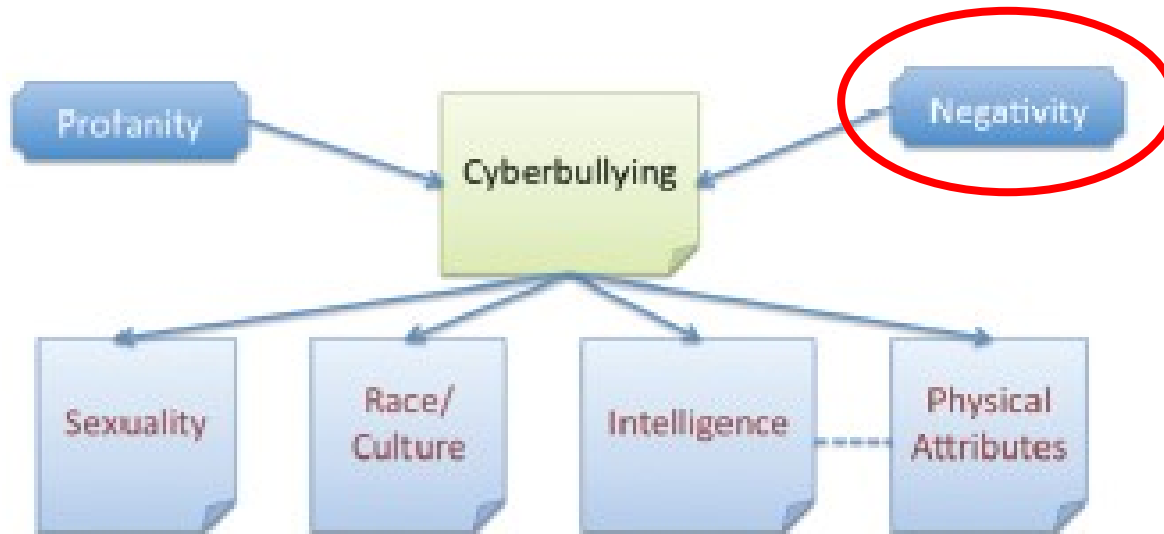 Profanity
Negativity
Cyberbullying
Sexuality
Race/
Culture
Intelligence
Physical
Attributes